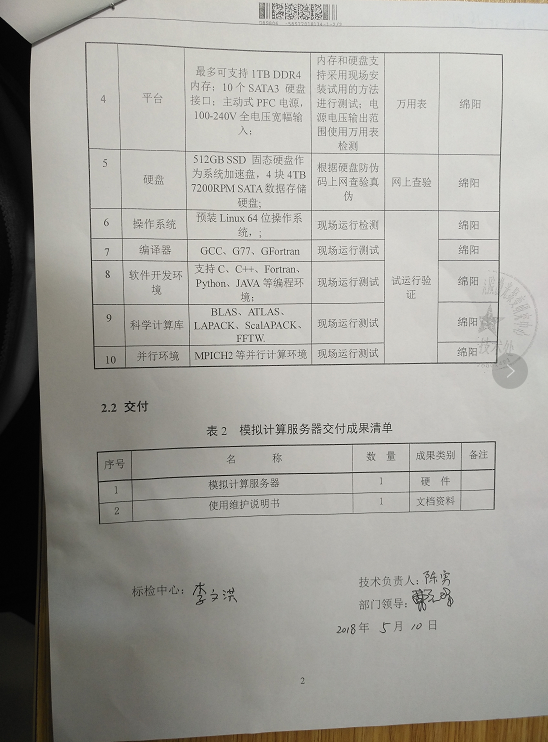 4
平台
最多可支持 1TB DDR4
内存；10 个 SATA3 硬盘
接口；主动式 PFC 电源，
100-240V 全电压宽幅输
入；
内存和硬盘支
持采用现场安
装试用的方法
进行测试；电
源电压输出范
围使用万用表
检测
万用表
绵阳
5
硬盘
512GB SSD 固态硬盘作
为系统加速盘，4 块 4TB
7200RPM SATA 数据存储
硬盘；
根据硬盘防伪
码上网查验真
伪
网上查验
绵阳
6
操作系统
预装 Linux 64 位操作系
统，；
现场运行检测
试运行验
证
绵阳
7
编译器
GCC、G77、GFortran
现场运行测试
绵阳
8
软件开发环
境
支持 C、C++、Fortran、
Python、JAVA 等编程环
境；
现场运行测试
绵阳
9
科学计算库
BLAS、ATLAS、
LAPACK、ScalAPACK、
FFTW.
现场运行测试
绵阳
10
并行环境
MPICH2 等并行计算环境
现场运行测试
绵阳
技术处
2.2 交付
表 2 模拟计算服务器交付成果清单
序号 名 称 数 量 成果类别 备注
1 模拟计算服务器 1 硬 件
2 使用维护说明书 1 文档资料
标检中心：李文洪
技术负责人：陈实
部门领导：
2018 年 5 月 10 日
2